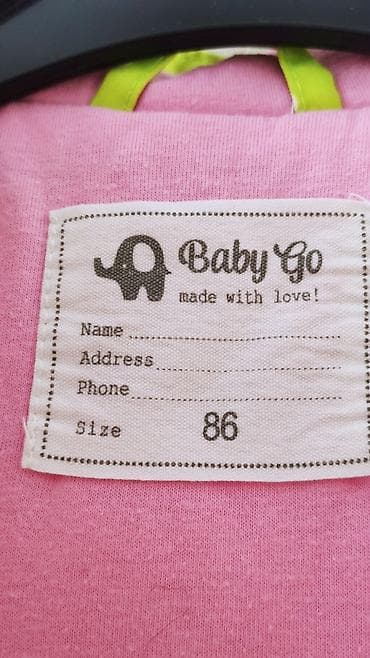 Baby Go
made with love!
Name
Address
Phone
Size 86